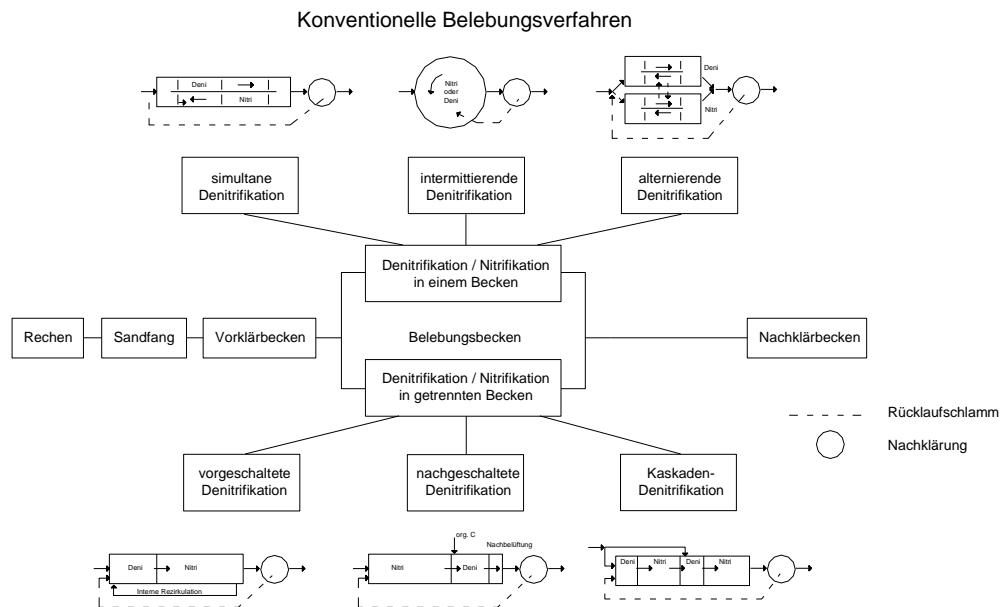 Konventionelle Belebungsverfahren
Deni
Nitri
Nitri
oder
Deni
Deni
Nitri
simultane
Denitrifikation
intermittierende
Denitrifikation
alternierende
Denitrifikation
Denitrifikation / Nitrifikation
in einem Becken
Rechen
Sandfang
Vorklärbecken
Belebungsbecken
Nachklärbecken
Denitrifikation / Nitrifikation
in getrennten Becken
Rücklaufschlamm
Nachklärung
vorgeschaltete
Denitrifikation
nachgeschaltete
Denitrifikation
Kaskaden-
Denitrifikation
Deni
Nitri
Interne Rezirkulation
org. C
Nachbelüftung
Nitri
Deni
Deni
Nitri
Deni
Nitri